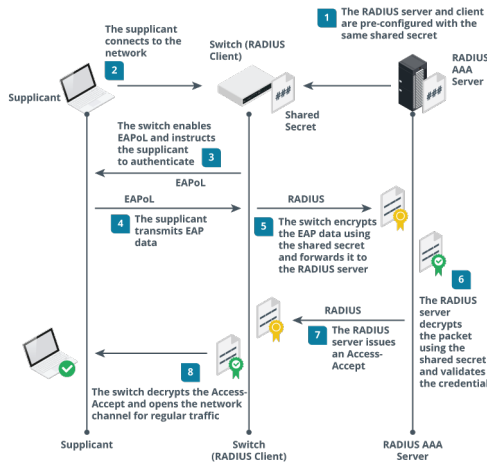 1
The RADIUS server and client
are pre-configured with the
same shared secret
The supplicant
connects to the
network
2
Switch (RADIUS
Client)
RADIUS
AAA
Server
Supplicant
###
###
Shared
Secret
The switch enables
EAPoL and instructs
the supplicant
to authenticate
3
EAPoL
EAPoL
4
The supplicant
transmits EAP
data
RADIUS
5
The switch encrypts
the EAP data using
the shared secret
and forwards it to
the RADIUS server
6
The RADIUS
server
decrypts
the packet
using the
shared secret
and validates
the credential
RADIUS
7
The RADIUS
server issues
an Access-
Accept
8
The switch decrypts the Access-
Accept and opens the network
channel for regular traffic
Supplicant
Switch
(RADIUS Client)
RADIUS AAA
Server